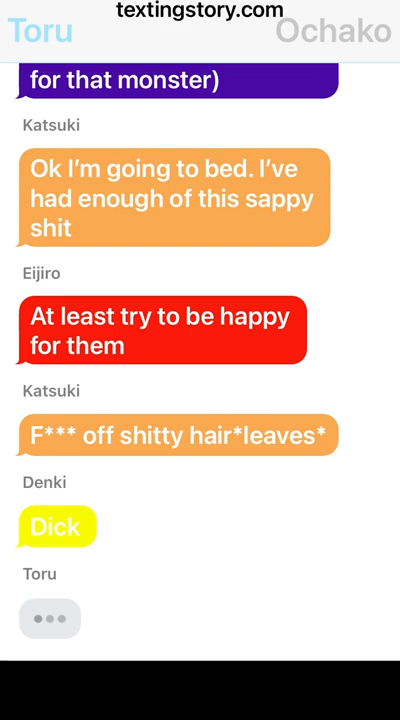 textingstory.com
Toru
Ochako
for that monster)
Katsuki
Ok I’m going to bed. I’ve
had enough of this sappy
shit
Eijiro
At least try to be happy
for them
Katsuki
F*** off shitty hair*leaves*
Denki
Dick
Toru